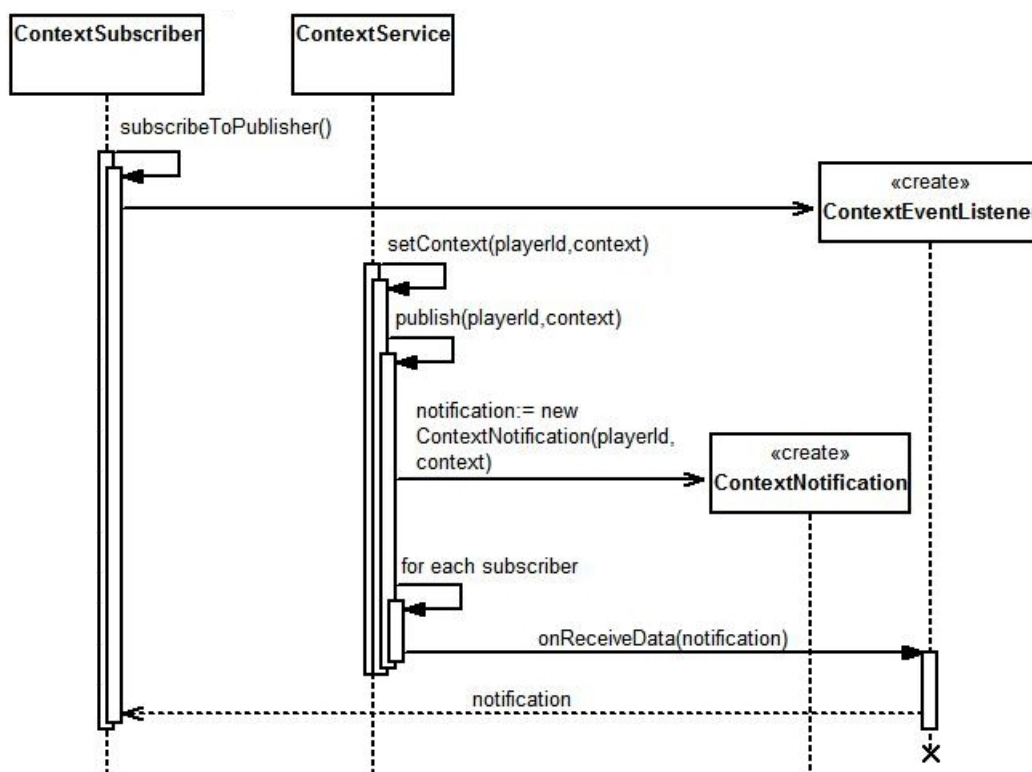 ContextSubscriber
ContextService
subscribeToPublisher()
«create»
ContextEventListener
setContext(playerId,context)
publish(playerId,context)
notification:= new
ContextNotification(playerId,
context)
«create»
ContextNotification
for each subscriber
onReceiveData(notification)
notification